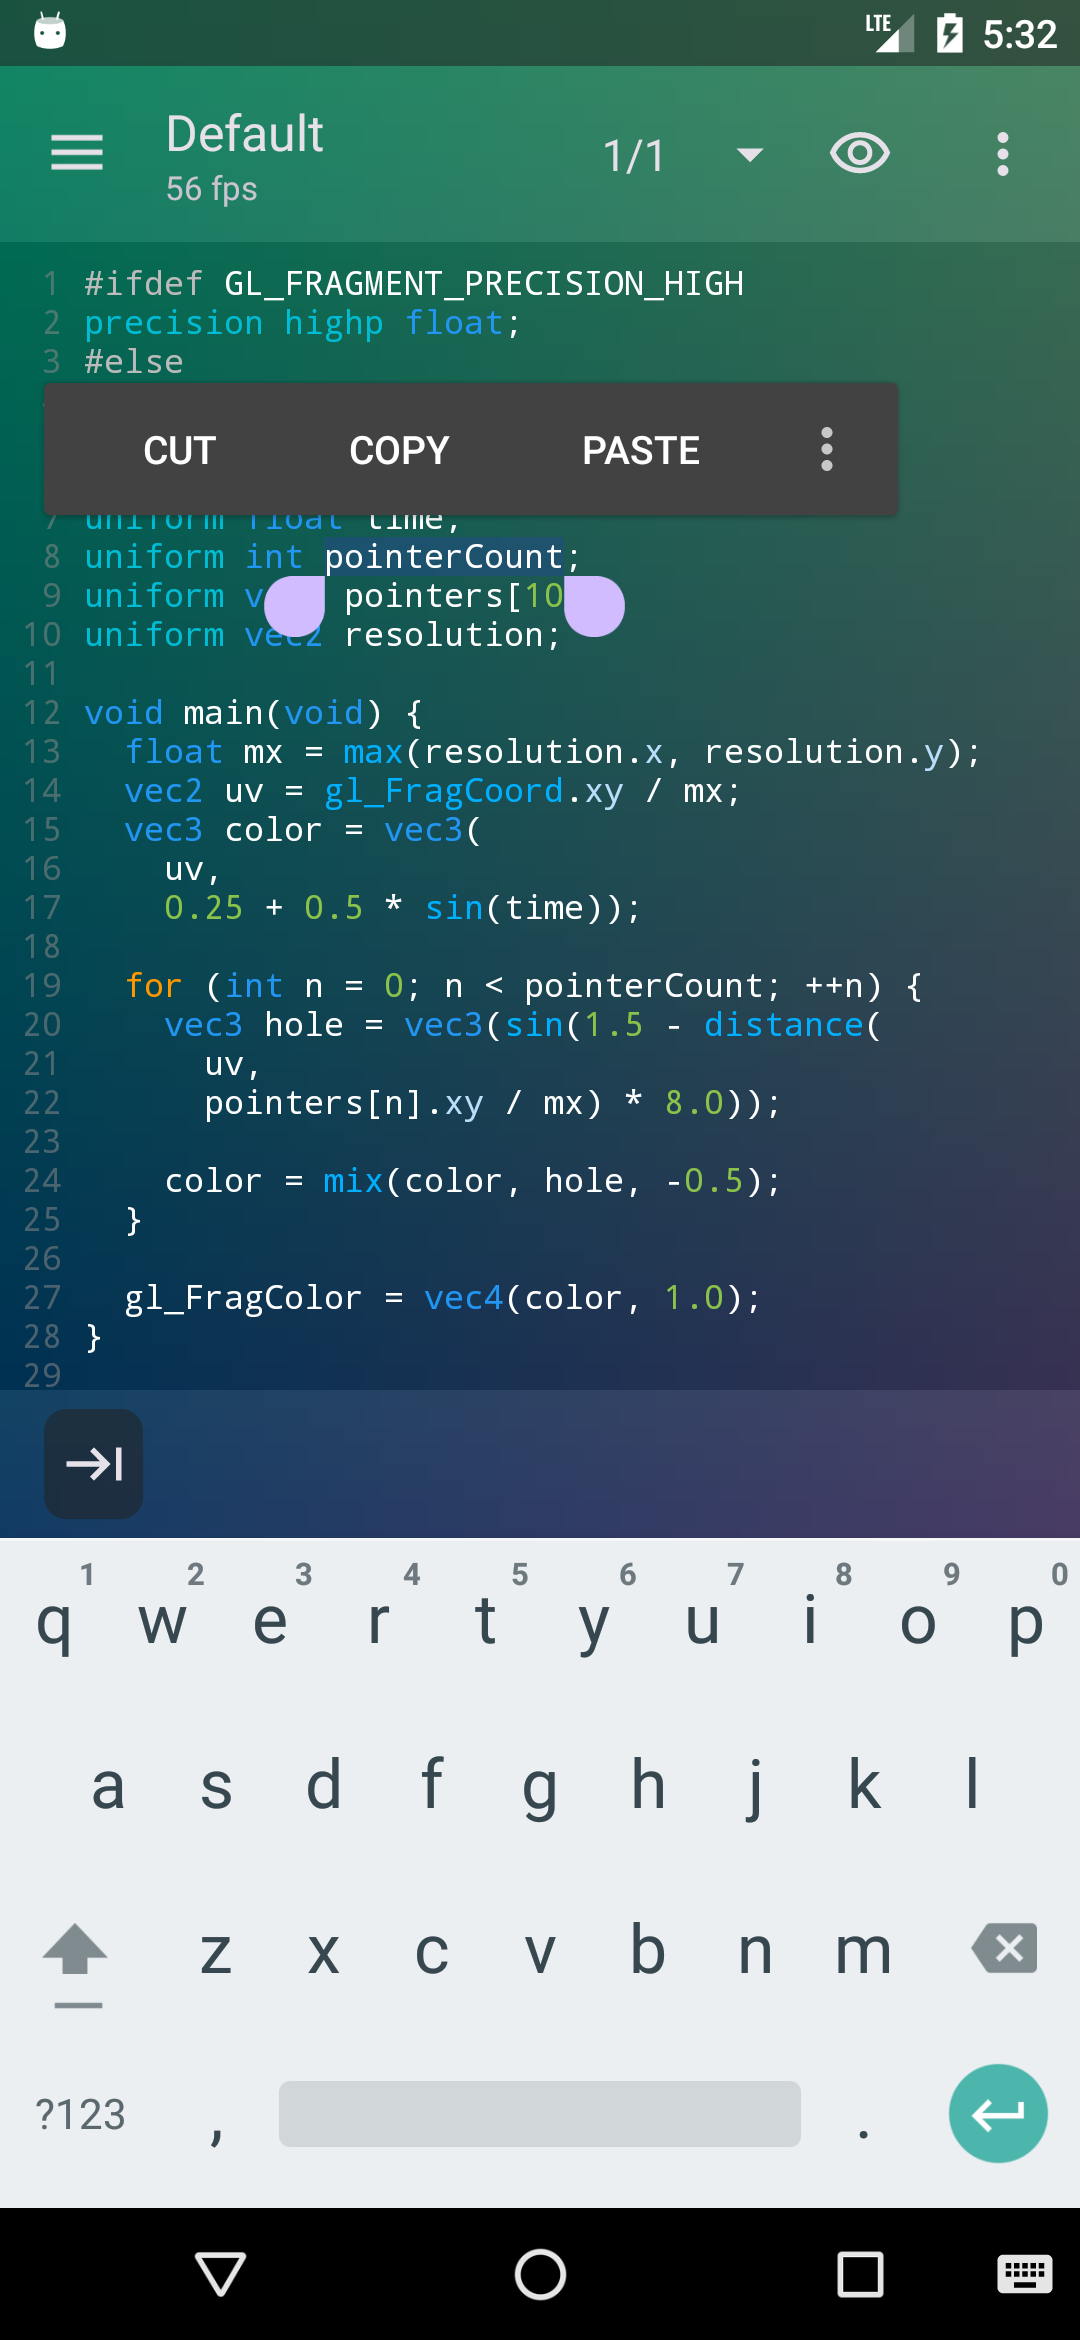 LTE 5:32
Default
56 fps
1/1
1 #ifdef GL_FRAGMENT_PRECISION_HIGH
2 precision highp float;
3 #else
CUT COPY PASTE
7 uniform float time;
8 uniform int pointerCount;
9 uniform v pointers[10
10 uniform vec2 resolution;
11
12 void main(void) {
13 float mx = max(resolution.x, resolution.y);
14 vec2 uv = gl_FragCoord.xy / mx;
15 vec3 color = vec3(
16 uv,
17 0.25 + 0.5 * sin(time));
18
19 for (int n = 0; n < pointerCount; ++n) {
20 vec3 hole = vec3(sin(1.5 - distance(
21 uv,
22 pointers[n].xy / mx) * 8.0));
23
24 color = mix(color, hole, -0.5);
25 }
26
27 gl_FragColor = vec4(color, 1.0);
28 }
29
1 2 3 4 5 6 7 8 9 0
q w e r t y u i o p
a s d f g h j k l
z x c v b n m
?123 , .